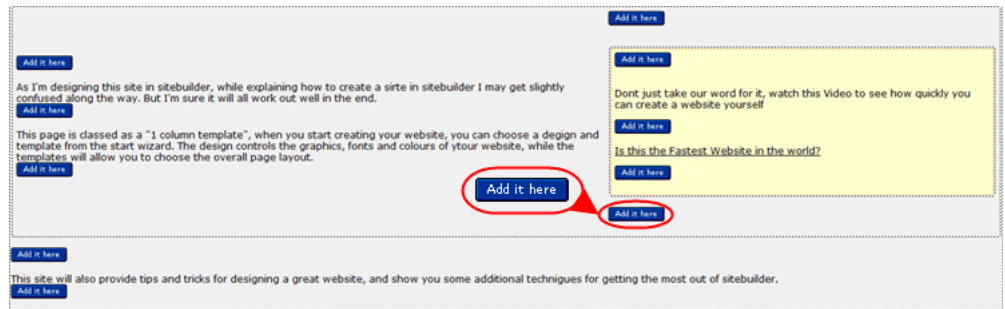 Add it here
Add it here
As I'm designing this site in sitebuilder, while explaining how to create a sirte in sitebuilder I may get slightly
confused along the way. But I'm sure it will all work out well in the end.
Add it here
This page is classed as a "1 column template", when you start creating your website, you can choose a degign and
template from the start wizard. The design controls the graphics, fonts and colours of ytour website, while the
templates will allow you to choose the overall page layout.
Add it here
Add it here
Dont just take our word for it, watch this Video to see how quickly you
can create a website yourself
Add it here
Is this the Fastest Website in the world?
Add it here
Add it here
Add it here
Add it here
This site will also provide tips and tricks for designing a great website, and show you some additional techniques for getting the most out of sitebuilder.
Add it here